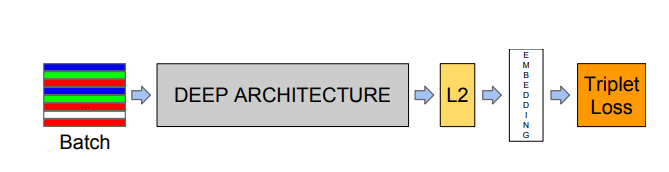 DEEP ARCHITECTURE
L2
EMBEDDING
Triplet
Loss
...
Batch